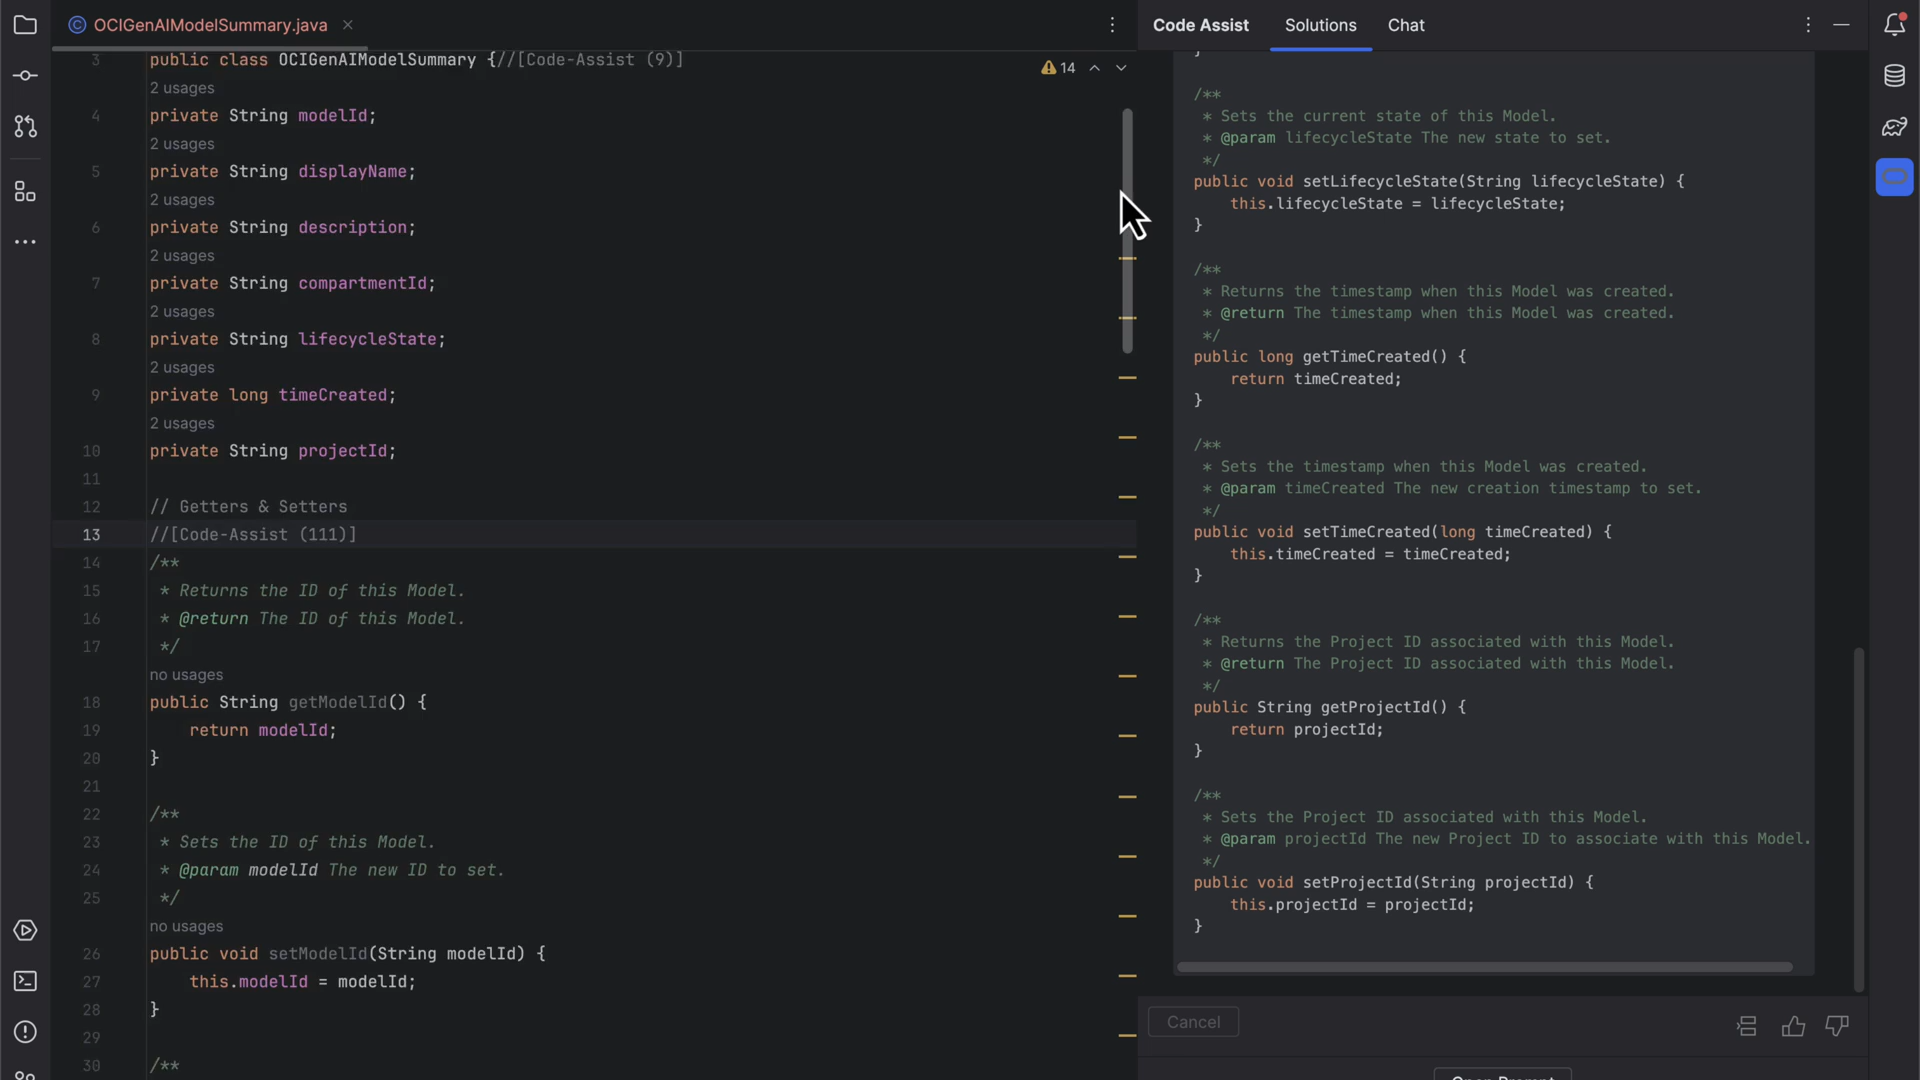 OCIGenAIModelSummary.java
14
3 public class OCIGenAIModelSummary {//[Code-Assist (9)]
2 usages
4 private String modelId;
2 usages
5 private String displayName;
2 usages
6 private String description;
2 usages
7 private String compartmentId;
2 usages
8 private String lifecycleState;
2 usages
9 private long timeCreated;
2 usages
10 private String projectId;
11
12 // Getters & Setters
13 //[Code-Assist (111)]
14 /**
15 * Returns the ID of this Model.
16 * @return The ID of this Model.
17 */
no usages
18 public String getModelId() {
19 return modelId;
20 }
21
22 /**
23 * Sets the ID of this Model.
24 * @param modelId The new ID to set.
25 */
no usages
26 public void setModelId(String modelId) {
27 this.modelId = modelId;
28 }
29
30 /**
Code Assist Solutions Chat
}
/**
* Sets the current state of this Model.
* @param lifecycleState The new state to set.
*/
public void setLifecycleState(String lifecycleState) {
this.lifecycleState = lifecycleState;
}
/**
* Returns the timestamp when this Model was created.
* @return The timestamp when this Model was created.
*/
public long getTimeCreated() {
return timeCreated;
}
/**
* Sets the timestamp when this Model was created.
* @param timeCreated The new creation timestamp to set.
*/
public void setTimeCreated(long timeCreated) {
this.timeCreated = timeCreated;
}
/**
* Returns the Project ID associated with this Model.
* @return The Project ID associated with this Model.
*/
public String getProjectId() {
return projectId;
}
/**
* Sets the Project ID associated with this Model.
* @param projectId The new Project ID to associate with this Model.
*/
public void setProjectId(String projectId) {
this.projectId = projectId;
}
Cancel
Open Prompt